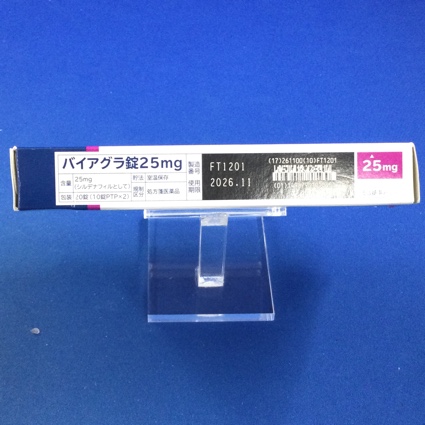 バイアグラ錠25mg
含量 25mg
(シルデナフィルとして)
貯法 室温保存
規制区分 処方箋医薬品
包装 20錠(10錠PTP×2)
製造番号 FT1201
使用期限 2026.11
(17)261100(10)FT1201
25mg